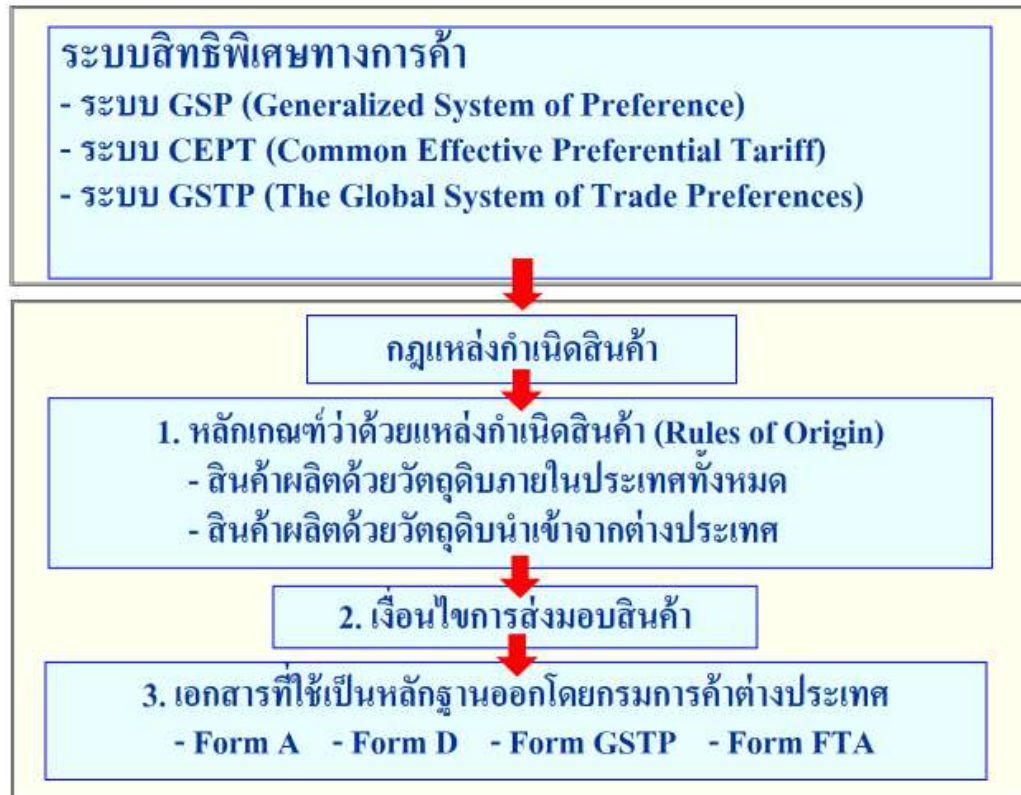 ระบบสิทธิพิเศษทางการค้า
- ระบบ GSP (Generalized System of Preference)
- ระบบ CEPT (Common Effective Preferential Tariff)
- ระบบ GSTP (The Global System of Trade Preferences)
กฎแหล่งกำเนิดสินค้า
1. หลักเกณฑ์ว่าด้วยแหล่งกำเนิดสินค้า (Rules of Origin)
- สินค้าผลิตด้วยวัตถุดิบภายในประเทศทั้งหมด
- สินค้าผลิตด้วยวัตถุดิบนำเข้าจากต่างประเทศ
2. เงื่อนไขการส่งมอบสินค้า
3. เอกสารที่ใช้เป็นหลักฐานออกโดยกรมการค้าต่างประเทศ
- Form A - Form D - Form GSTP - Form FTA